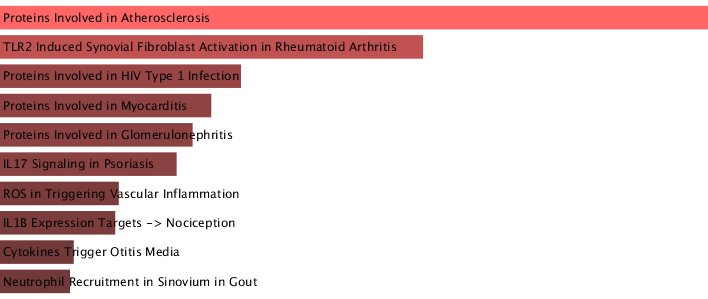 Proteins Involved in Atherosclerosis
TLR2 Induced Synovial Fibroblast Activation in Rheumatoid Arthritis
Proteins Involved in HIV Type 1 Infection
Proteins Involved in Myocarditis
Proteins Involved in Glomerulonephritis
IL17 Signaling in Psoriasis
ROS in Triggering Vascular Inflammation
IL1B Expression Targets -> Nociception
Cytokines Trigger Otitis Media
Neutrophil Recruitment in Sinovium in Gout